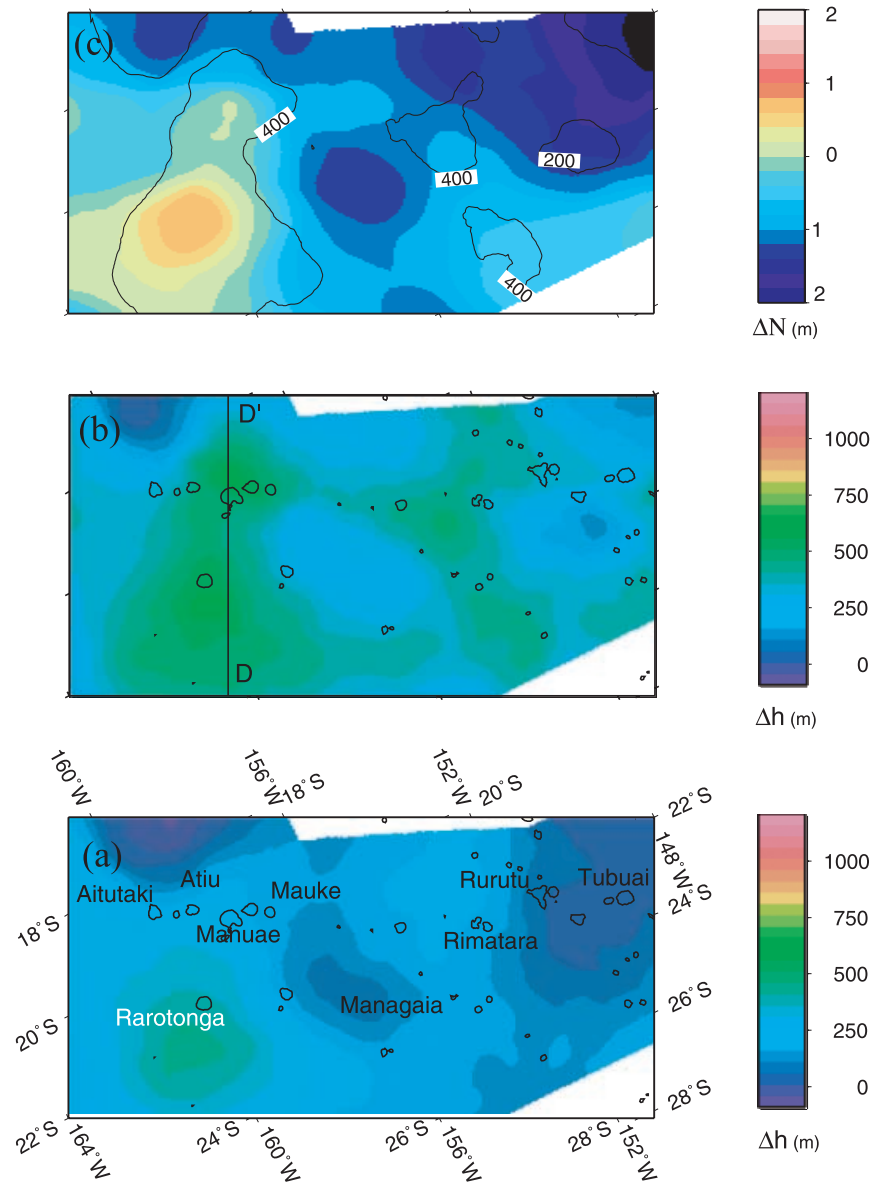 (c)
400
400
200
400
2
1
0
1
2
ΔN (m)
(b)
D'
D
1000
750
500
250
0
Δh (m)
160°W
156°W
18°S
152°W
20°S
22°S
148°W
(a)
Aitutaki
Atiu
Mauke
Manuae
Rurutu
Tubuai
Rimatara
Managaia
Rarotonga
18°S
20°S
22°S
24°S
26°S
28°S
164°W
24°S
160°W
26°S
156°W
28°S
152°W
1000
750
500
250
0
Δh (m)